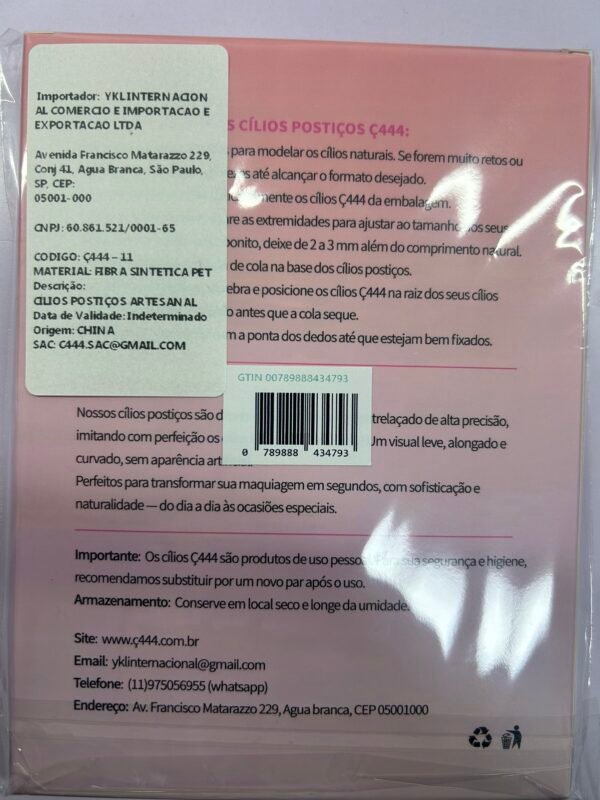 Importador: YKLINTERNACION
AL COMERCIO E IMPORTACAO E
EXPORTACAO LTDA
Avenida Francisco Matarazzo 229,
Conj 41, Agua Branca, São Paulo,
SP, CEP:
05001-000
CNPJ: 60.861.521/0001-65
CODIGO: Ç444 – 11
MATERIAL: FIBRA SINTETICA PET
Descrição:
CILIOS POSTIÇOS ARTESANAL
Data de Validade: Indeterminado
Origem: CHINA
SAC: C444.SAC@GMAIL.COM
S CÍLIOS POSTIÇOS Ç444:
para modelar os cílios naturais. Se forem muito retos ou
até alcançar o formato desejado.
os cílios Ç444 da embalagem.
as extremidades para ajustar ao tamanho dos seus
bonito, deixe de 2 a 3 mm além do comprimento natural.
de cola na base dos cílios postiços.
e posicione os cílios Ç444 na raiz dos seus cílios
antes que a cola seque.
a ponta dos dedos até que estejam bem fixados.
GTIN 00789888434793
0 789888 434793
Nossos cílios postiços são trelaçado de alta precisão,
imitando com perfeição os Um visual leve, alongado e
curvado, sem aparência
Perfeitos para transformar sua maquiagem em segundos, com sofisticação e
naturalidade — do dia a dia às ocasiões especiais.
Importante: Os cílios Ç444 são produtos de uso pessoal. Para sua segurança e higiene,
recomendamos substituir por um novo par após o uso.
Armazenamento: Conserve em local seco e longe da umidade.
Site: www.ç444.com.br
Email: yklinternacional@gmail.com
Telefone: (11)975056955 (whatsapp)
Endereço: Av. Francisco Matarazzo 229, Agua branca, CEP 05001000